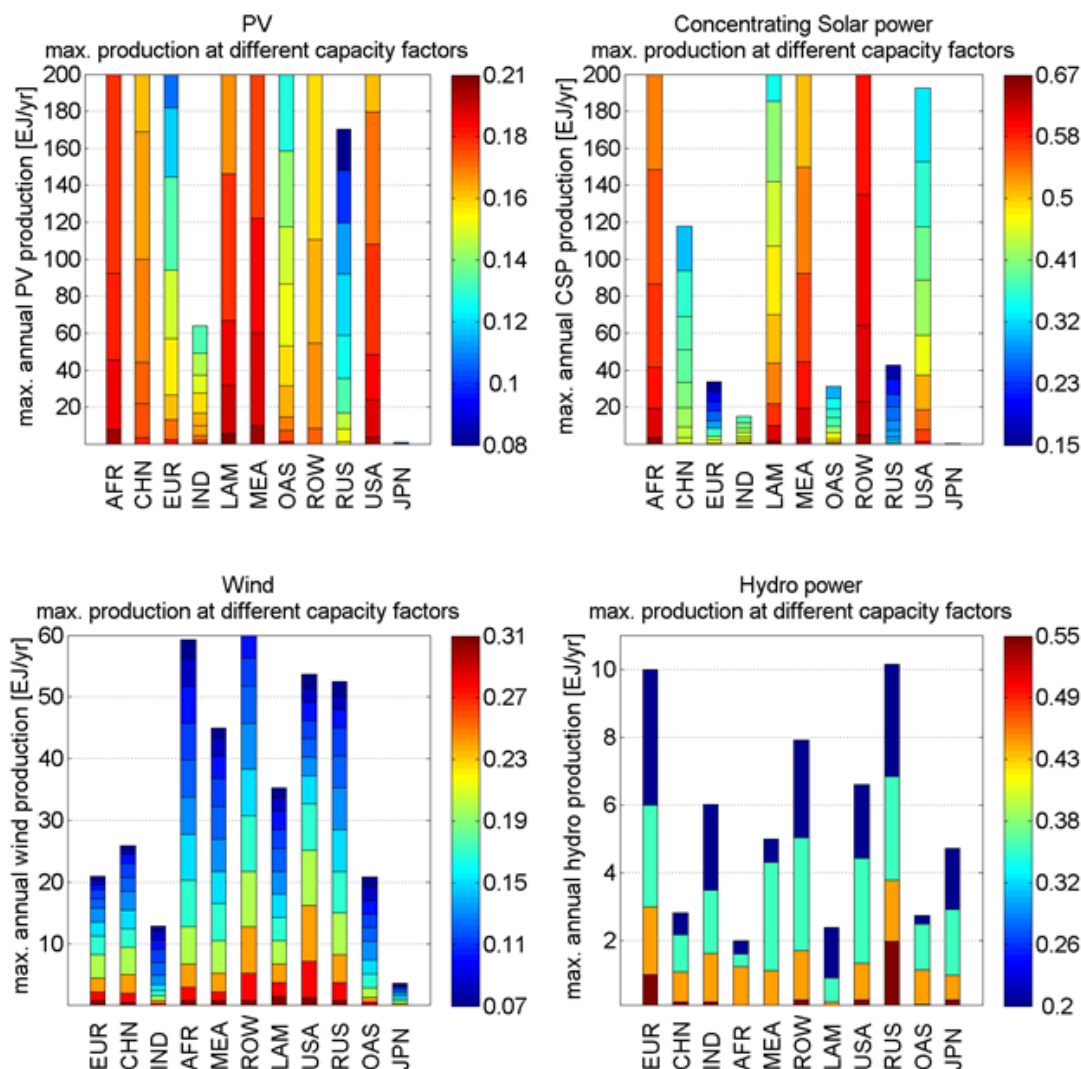 PV
max. production at different capacity factors
max. annual PV production [EJ/yr]
200
180
160
140
120
100
80
60
40
20
AFR
CHN
EUR
IND
LAM
MEA
OAS
ROW
RUS
USA
JPN
0.21
0.18
0.16
0.14
0.12
0.1
0.08
Concentrating Solar power
max. production at different capacity factors
max. annual CSP production [EJ/yr]
200
180
160
140
120
100
80
60
40
20
AFR
CHN
EUR
IND
LAM
MEA
OAS
ROW
RUS
USA
JPN
0.67
0.58
0.5
0.41
0.32
0.23
0.15
Wind
max. production at different capacity factors
max. annual wind production [EJ/yr]
60
50
40
30
20
10
EUR
CHN
IND
AFR
MEA
ROW
LAM
USA
RUS
OAS
JPN
0.31
0.27
0.23
0.19
0.15
0.11
0.07
Hydro power
max. production at different capacity factors
max. annual hydro production [EJ/yr]
10
8
6
4
2
EUR
CHN
IND
AFR
MEA
ROW
LAM
USA
RUS
OAS
JPN
0.55
0.49
0.43
0.38
0.32
0.26
0.2